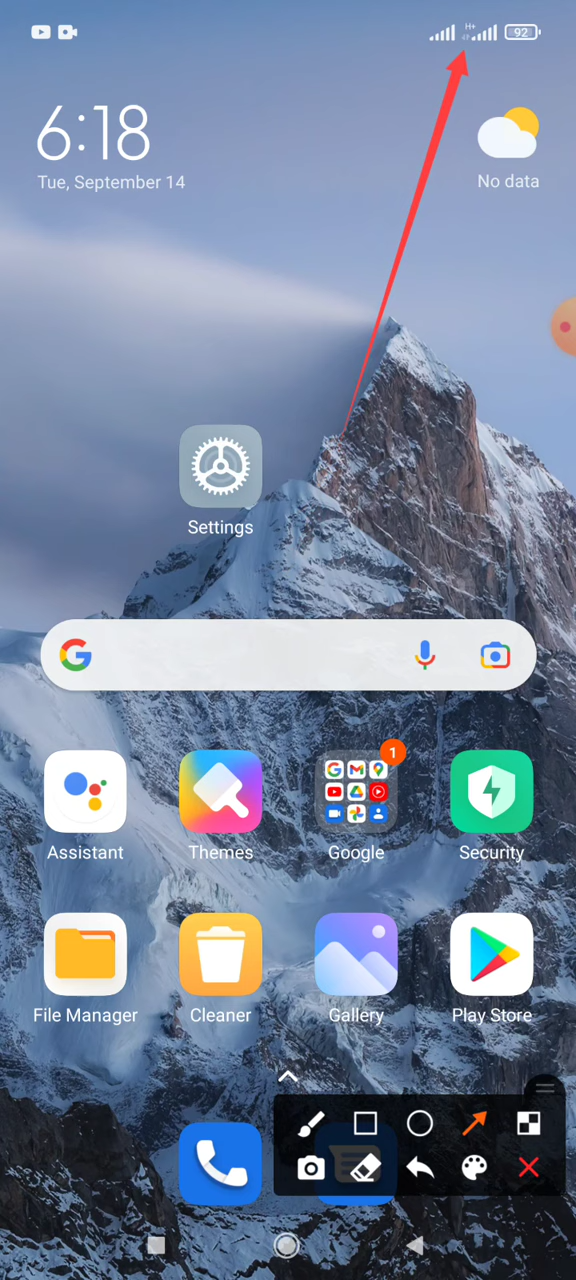 H+
92
6:18
Tue, September 14
No data
Settings
1
Assistant
Themes
Google
Security
File Manager
Cleaner
Gallery
Play Store